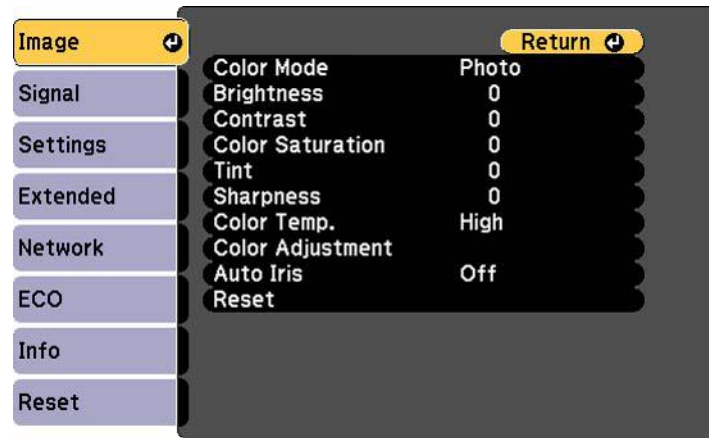 Image
Signal
Settings
Extended
Network
ECO
Info
Reset
Return
Color Mode Photo
Brightness 0
Contrast 0
Color Saturation 0
Tint 0
Sharpness 0
Color Temp. High
Color Adjustment
Auto Iris Off
Reset